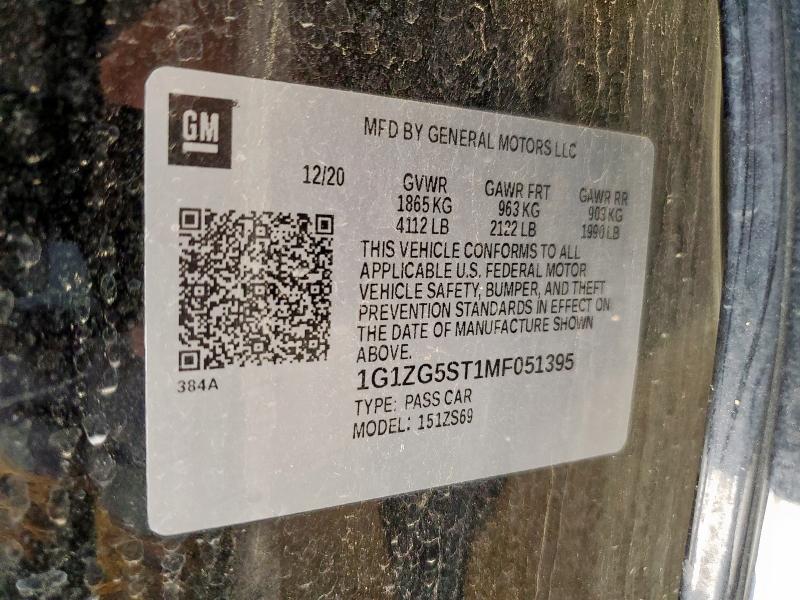 GM
MFD BY GENERAL MOTORS LLC
12/20
GVWR GAWR FRT GAWR RR
1865 KG 963 KG 903 KG
4112 LB 2122 LB 1990 LB
THIS VEHICLE CONFORMS TO ALL
APPLICABLE U.S. FEDERAL MOTOR
VEHICLE SAFETY, BUMPER, AND THEFT
PREVENTION STANDARDS IN EFFECT ON
THE DATE OF MANUFACTURE SHOWN
ABOVE.
384A
1G1ZG5ST1MF051395
TYPE: PASS CAR
MODEL: 151ZS69